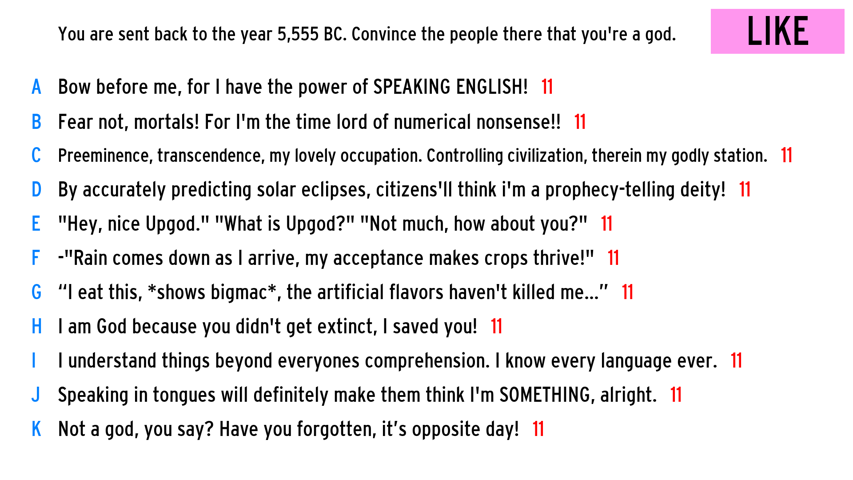 You are sent back to the year 5,555 BC. Convince the people there that you're a god.
LIKE
A Bow before me, for I have the power of SPEAKING ENGLISH! 11
B Fear not, mortals! For I'm the time lord of numerical nonsense!! 11
C Preeminence, transcendence, my lovely occupation. Controlling civilization, therein my godly station. 11
D By accurately predicting solar eclipses, citizens'll think i'm a prophecy-telling deity! 11
E "Hey, nice Upgod." "What is Upgod?" "Not much, how about you?" 11
F -"Rain comes down as I arrive, my acceptance makes crops thrive!" 11
G “I eat this, *shows bigmac*, the artificial flavors haven't killed me...” 11
H I am God because you didn't get extinct, I saved you! 11
I I understand things beyond everyones comprehension. I know every language ever. 11
J Speaking in tongues will definitely make them think I'm SOMETHING, alright. 11
K Not a god, you say? Have you forgotten, it’s opposite day! 11